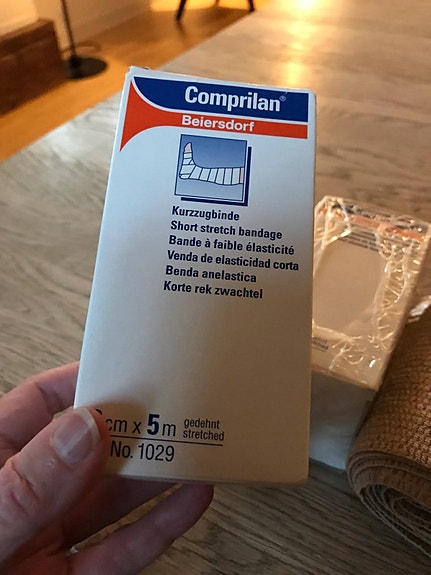 Comprilan®
Beiersdorf
Kurzzugbinde
Short stretch bandage
Bande à faible élasticité
Venda de elasticidad corta
Benda anelastica
Korte rek zwachtel
cm x 5 m gedehnt
stretched
No. 1029